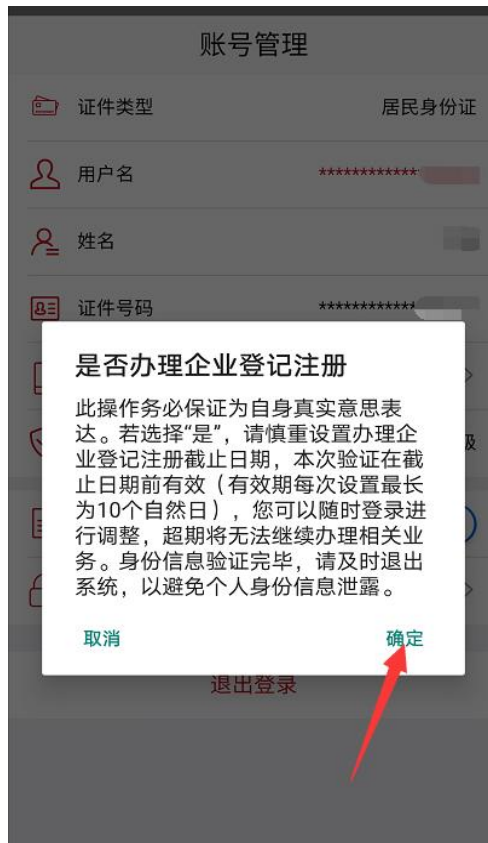 账号管理
证件类型 居民身份证
用户名 *************
姓名
证件号码 *************
是否办理企业登记注册
此操作务必保证为自身真实意思表
达。若选择“是”，请慎重设置办理企
业登记注册截止日期，本次验证在截
止日期前有效（有效期每次设置最长
为10个自然日），您可以随时登录进
行调整，超期将无法继续办理相关业
务。身份信息验证完毕，请及时退出
系统，以避免个人身份信息泄露。
级
取消 确定
退出登录